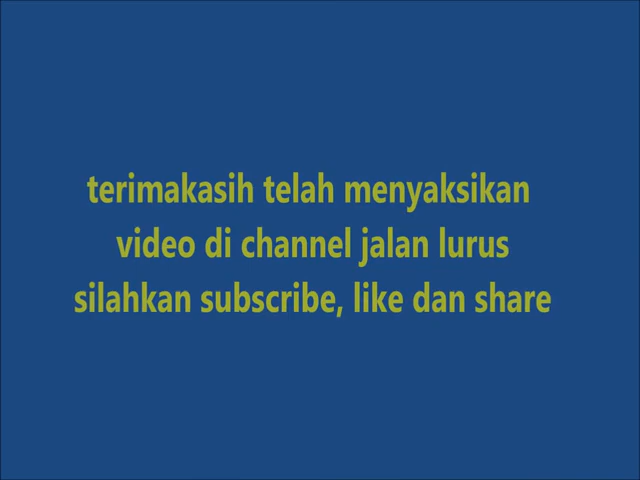 terimakasih telah menyaksikan
video di channel jalan lurus
silahkan subscribe, like dan share